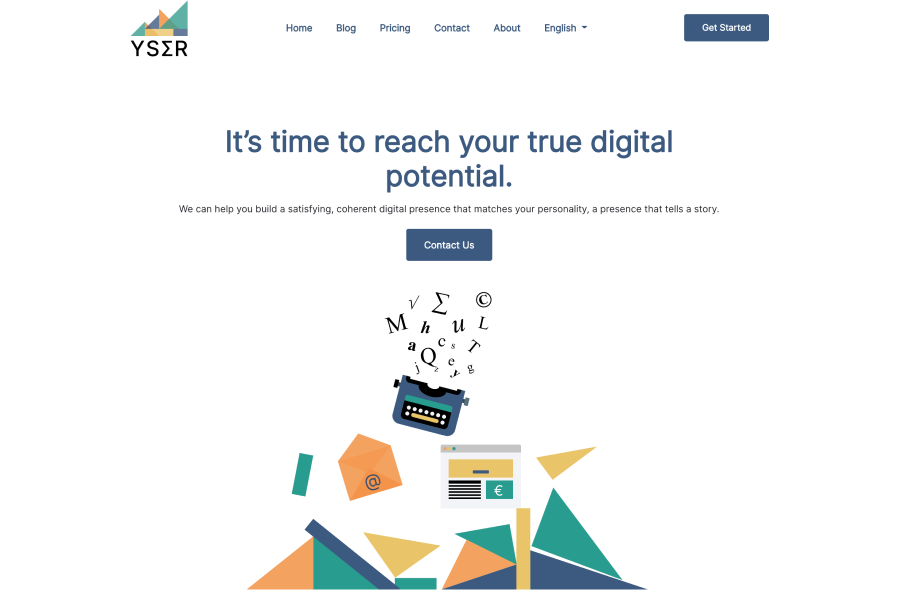 YSΣR
Home Blog Pricing Contact About English Get Started
It's time to reach your true digital
potential.
We can help you build a satisfying, coherent digital presence that matches your personality, a presence that tells a story.
Contact Us
√ Σ ©
M h u L
a c s T
Q e
j z y g
@
€